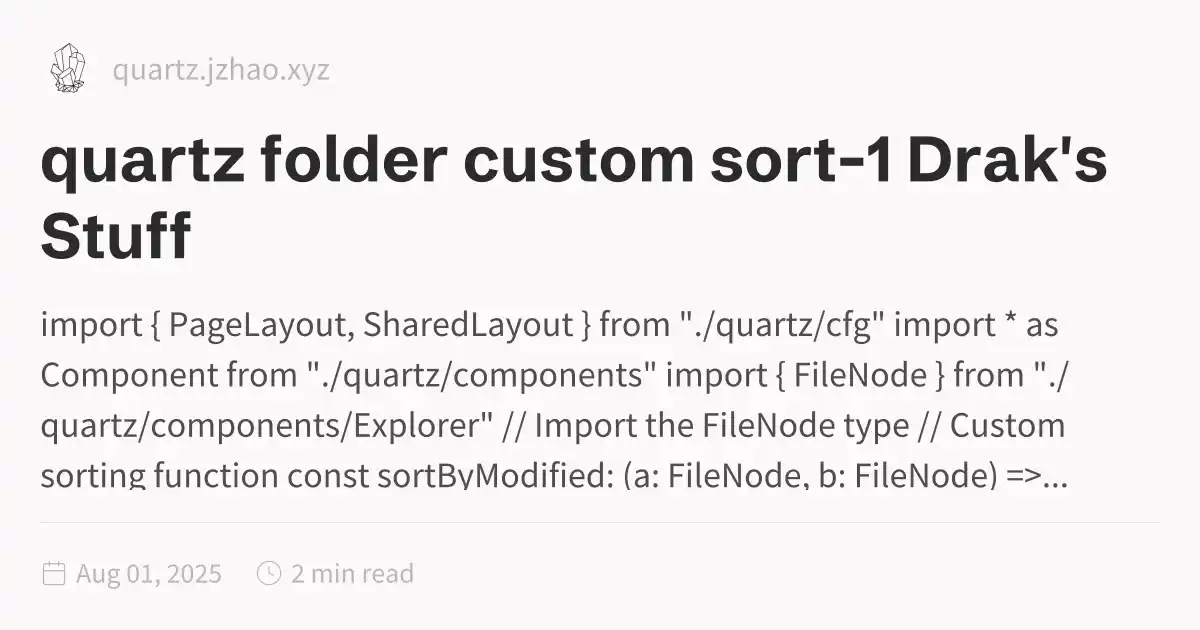 quartz.jzhao.xyz
quartz folder custom sort-1 Drak's
Stuff
import { PageLayout, SharedLayout } from "./quartz/cfg" import * as
Component from "./quartz/components" import { FileNode } from "./
quartz/components/Explorer" // Import the FileNode type // Custom
sorting function const sortByModified: (a: FileNode, b: FileNode) =>...
Aug 01, 2025 2 min read